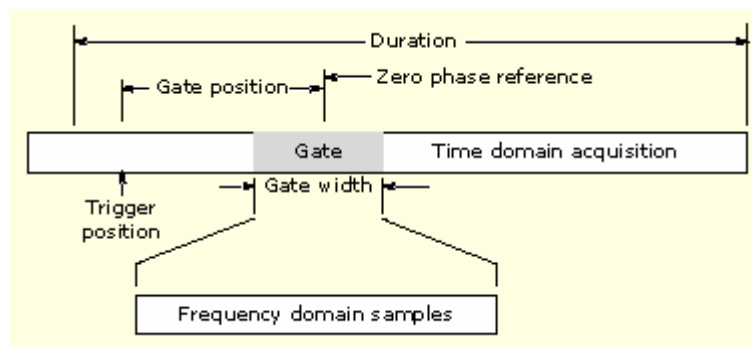 Duration
Gate position
Zero phase reference
Gate
Time domain acquisition
Gate width
Trigger
position
Frequency domain samples